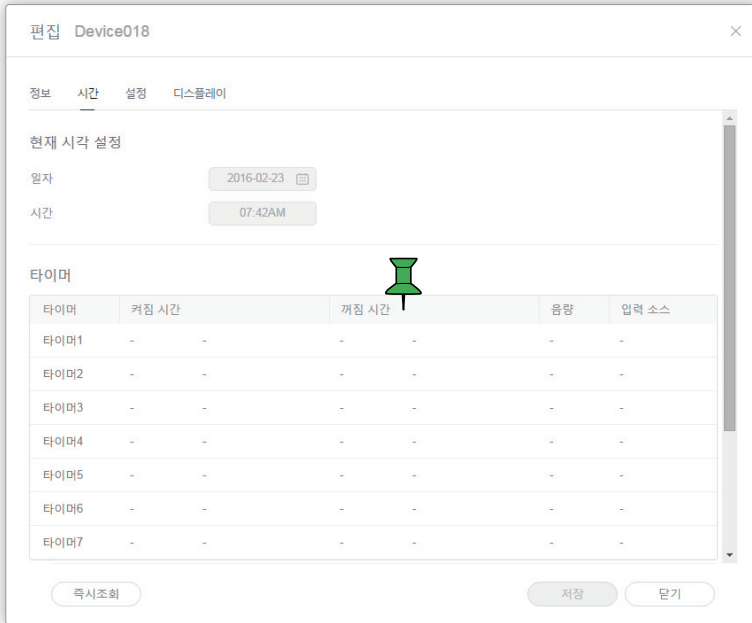 편집 Device018
정보 시간 설정 디스플레이
현재 시각 설정
일자 2016-02-23
시간 07:42AM
타이머
타이머 켜짐 시간 꺼짐 시간 음량 입력 소스
타이머1 - - - - - -
타이머2 - - - - - -
타이머3 - - - - - -
타이머4 - - - - - -
타이머5 - - - - - -
타이머6 - - - - - -
타이머7 - - - - - -
즉시조회 저장 닫기